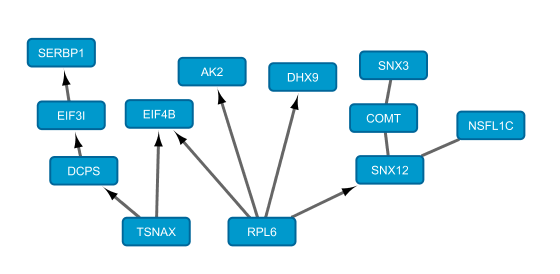 SERBP1
AK2
SNX3
DHX9
EIF3I
EIF4B
COMT
NSFL1C
DCPS
SNX12
TSNAX
RPL6